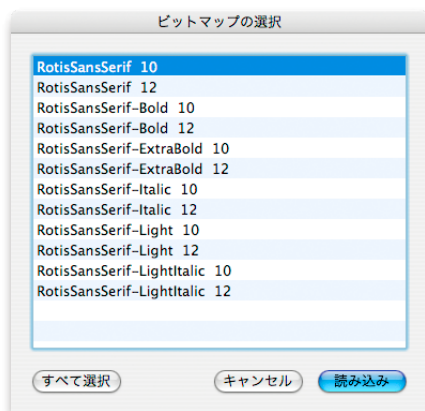 ビットマップの選択
RotisSansSerif 10
RotisSansSerif 12
RotisSansSerif-Bold 10
RotisSansSerif-Bold 12
RotisSansSerif-ExtraBold 10
RotisSansSerif-ExtraBold 12
RotisSansSerif-Italic 10
RotisSansSerif-Italic 12
RotisSansSerif-Light 10
RotisSansSerif-Light 12
RotisSansSerif-LightItalic 10
RotisSansSerif-LightItalic 12
すべて選択 キャンセル 読み込み